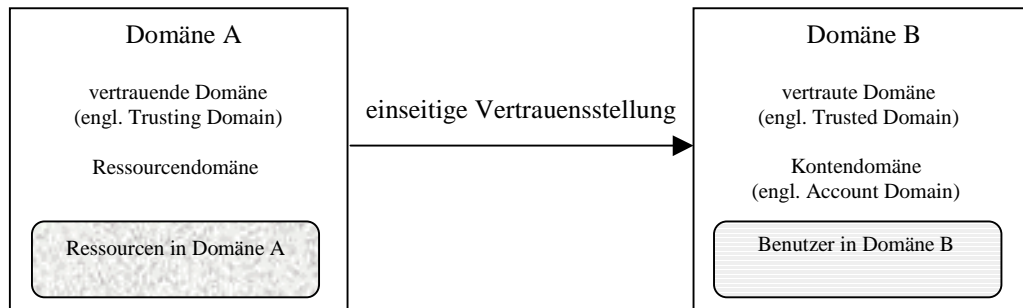 Domäne A
vertrauende Domäne
(engl. Trusting Domain)
Ressourcendomäne
Ressourcen in Domäne A
einseitige Vertrauensstellung
Domäne B
vertraute Domäne
(engl. Trusted Domain)
Kontendomäne
(engl. Account Domain)
Benutzer in Domäne B